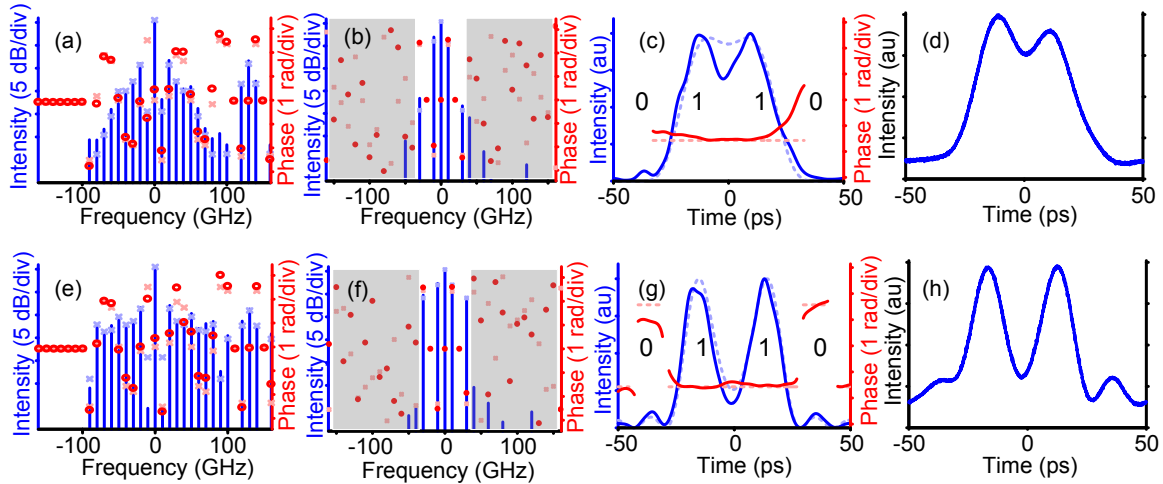 (a)
Intensity (5 dB/div)
Phase (1 rad/div)
-100
0
100
Frequency (GHz)
(b)
Intensity (5 dB/div)
Phase (1 rad/div)
-100
0
100
Frequency (GHz)
(c)
Intensity (au)
Phase (1 rad/div)
0 1 1 0
-50
0
50
Time (ps)
(d)
Intensity (au)
-50
0
50
Time (ps)
(e)
Intensity (5 dB/div)
Phase (1 rad/div)
-100
0
100
Frequency (GHz)
(f)
Intensity (5 dB/div)
Phase (1 rad/div)
-100
0
100
Frequency (GHz)
(g)
Intensity (au)
Phase (1 rad/div)
0 1 1 0
-50
0
50
Time (ps)
(h)
Intensity (au)
-50
0
50
Time (ps)